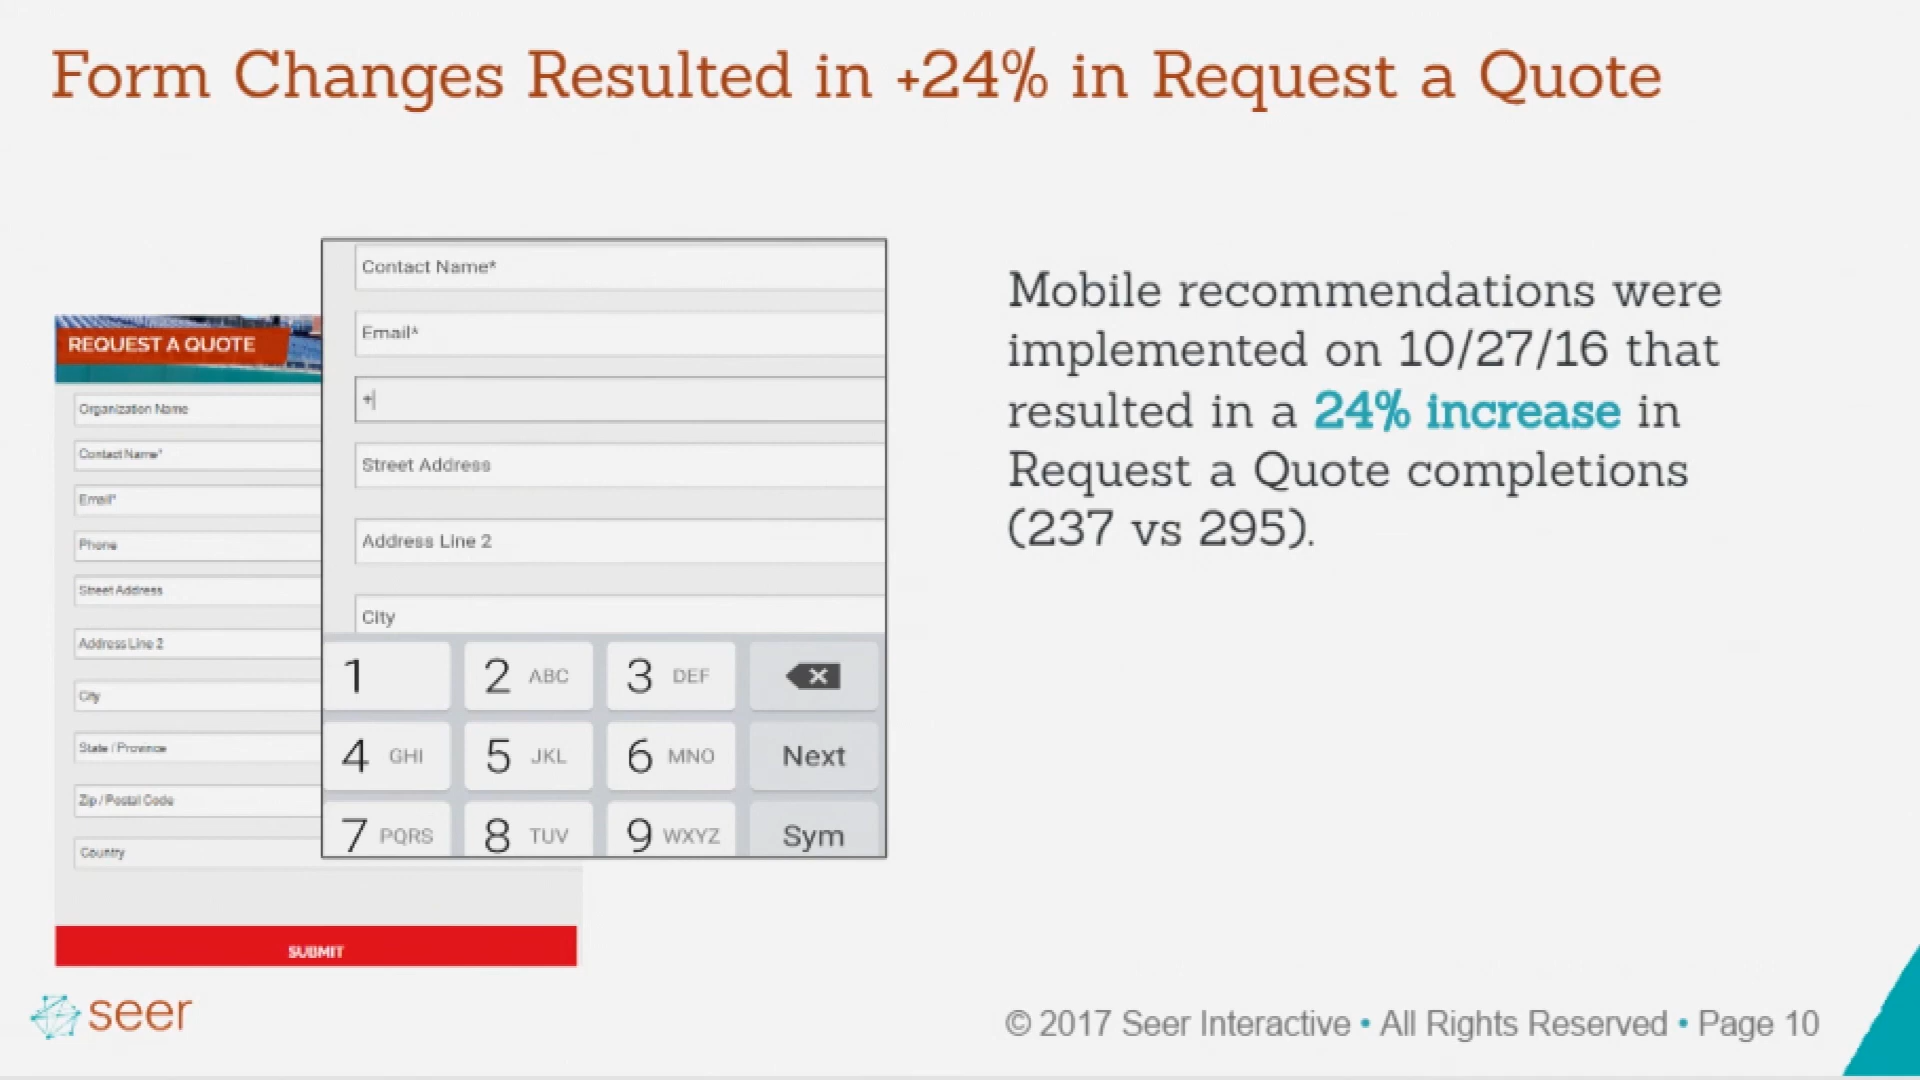 Form Changes Resulted in +24% in Request a Quote
REQUEST A QUOTE
Organization Name
Contact Name*
Email*
Phone
Street Address
Address Line 2
City
State / Province
Zip / Postal Code
Country
SUBMIT
Contact Name*
Email*
+
Street Address
Address Line 2
City
1
2 ABC
3 DEF
4 GHI
5 JKL
6 MNO
Next
7 PQRS
8 TUV
9 WXYZ
Sym
Mobile recommendations were
implemented on 10/27/16 that
resulted in a 24% increase in
Request a Quote completions
(237 vs 295).
seer
© 2017 Seer Interactive • All Rights Reserved • Page 10